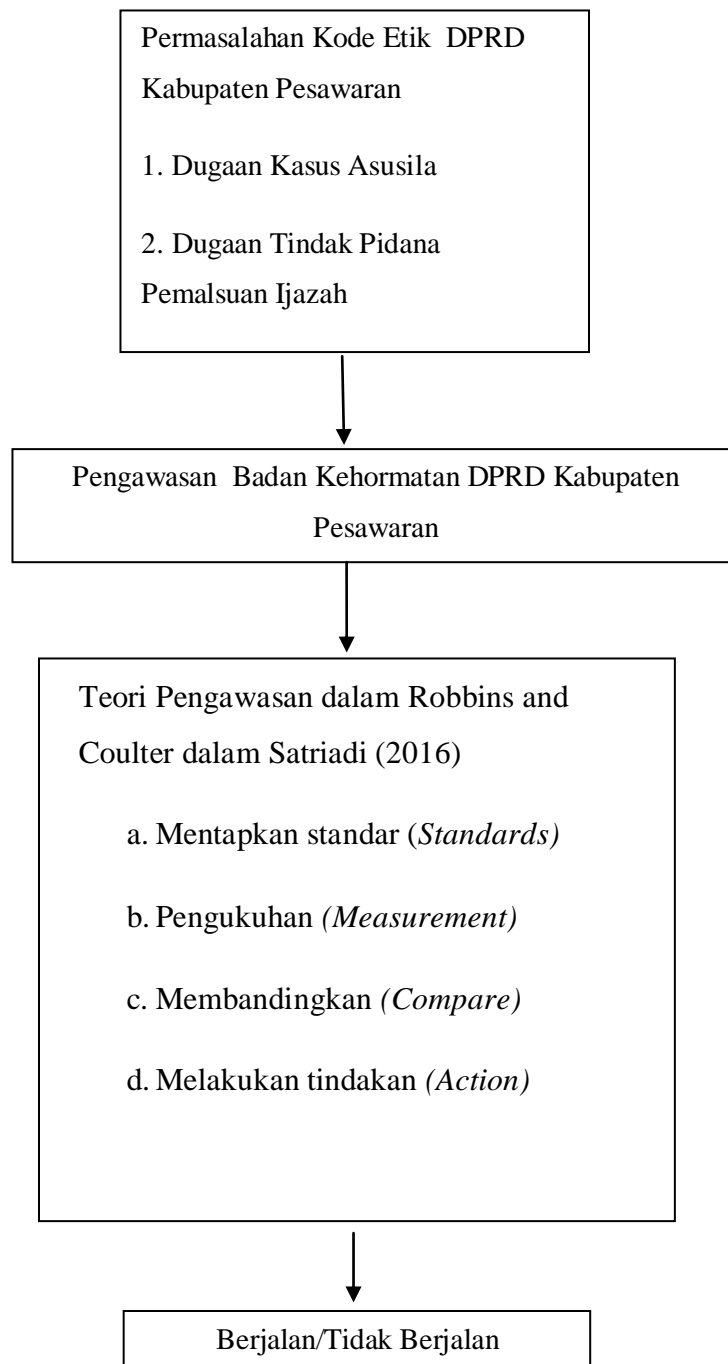 Permasalahan Kode Etik DPRD
Kabupaten Pesawaran
1. Dugaan Kasus Asusila
2. Dugaan Tindak Pidana
Pemalsuan Ijazah
Pengawasan Badan Kehormatan DPRD Kabupaten
Pesawaran
Teori Pengawasan dalam Robbins and
Coulter dalam Satriadi (2016)
a. Mentapkan standar (Standards)
b. Pengukuhan (Measurement)
c. Membandingkan (Compare)
d. Melakukan tindakan (Action)
Berjalan/Tidak Berjalan